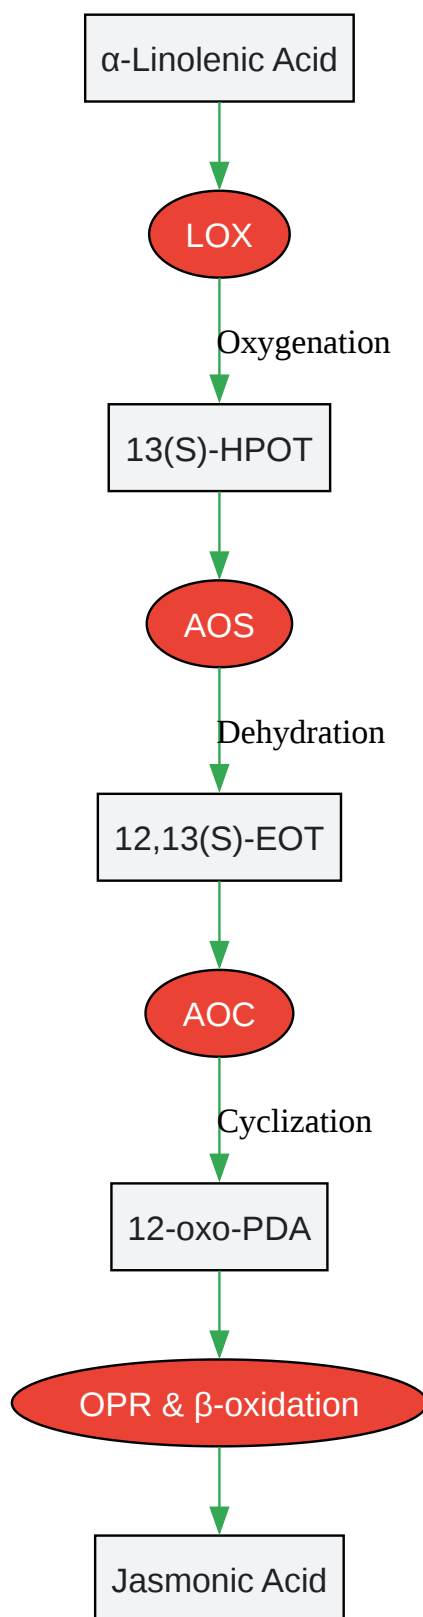 α-Linolenic Acid
LOX
Oxygenation
13(S)-HPOT
AOS
Dehydration
12,13(S)-EOT
AOC
Cyclization
12-oxo-PDA
OPR & β-oxidation
Jasmonic Acid